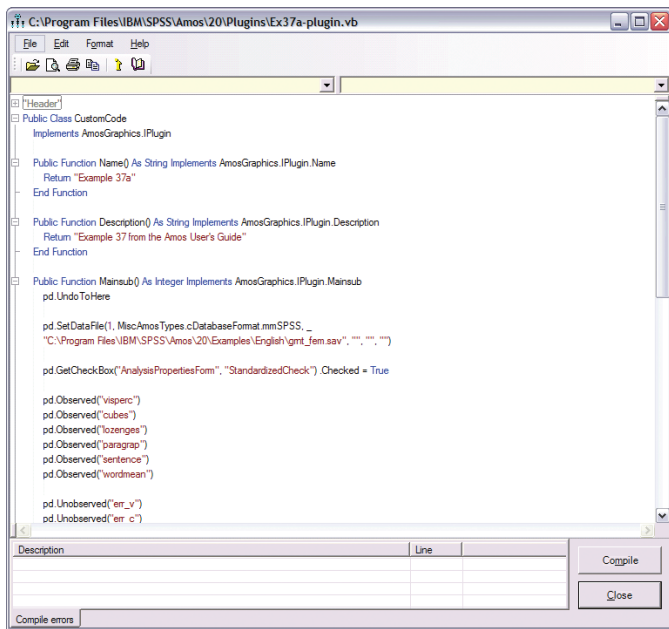 C:\Program Files\IBM\SPSS\Amos\20\Plugins\Ex37a-plugin.vb
File Edit Format Help
"Header"
Public Class CustomCode
Implements AmosGraphics.IPlugin
Public Function Name() As String Implements AmosGraphics.IPlugin.Name
Return "Example 37a"
End Function
Public Function Description() As String Implements AmosGraphics.IPlugin.Description
Return "Example 37 from the Amos User's Guide"
End Function
Public Function Mainsub() As Integer Implements AmosGraphics.IPlugin.Mainsub
pd.UndoToHere
pd.SetDataFile(1, MiscAmosTypes.cDatabaseFormat.mmSPSS, _
"C:\Program Files\IBM\SPSS\Amos\20\Examples\English\grnt_fem.sav", "", "", "")
pd.GetCheckBox("AnalysisPropertiesForm", "StandardizedCheck") .Checked = True
pd.Observed("visperc")
pd.Observed("cubes")
pd.Observed("lozenges")
pd.Observed("paragrap")
pd.Observed("sentence")
pd.Observed("wordmean")
pd.Unobserved("err_v")
pd.Unobserved("err_c")
Description Line
Compile
Close
Compile errors